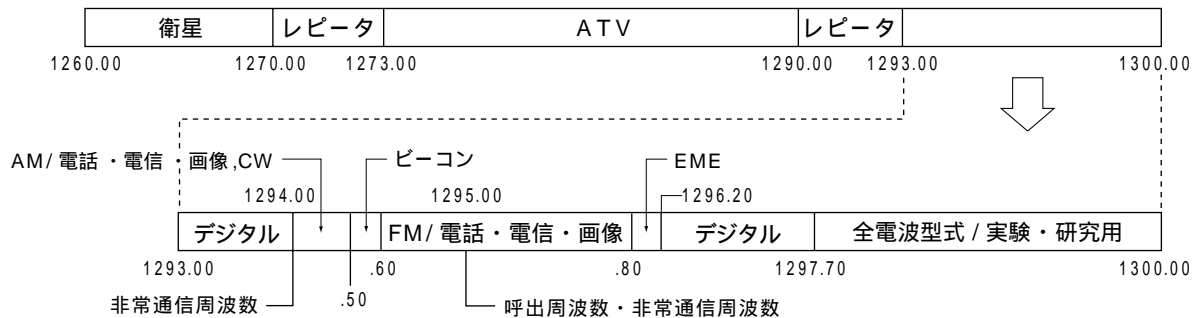 衛星 レピータ ATV レピータ
1260.00 1270.00 1273.00 1290.00 1293.00 1300.00
AM/電話・電信・画像,CW ビーコン EME
1294.00 1295.00 1296.20
デジタル FM/電話・電信・画像 デジタル 全電波型式/実験・研究用
1293.00 .60 .80 1297.70 1300.00
非常通信周波数 .50 呼出周波数・非常通信周波数